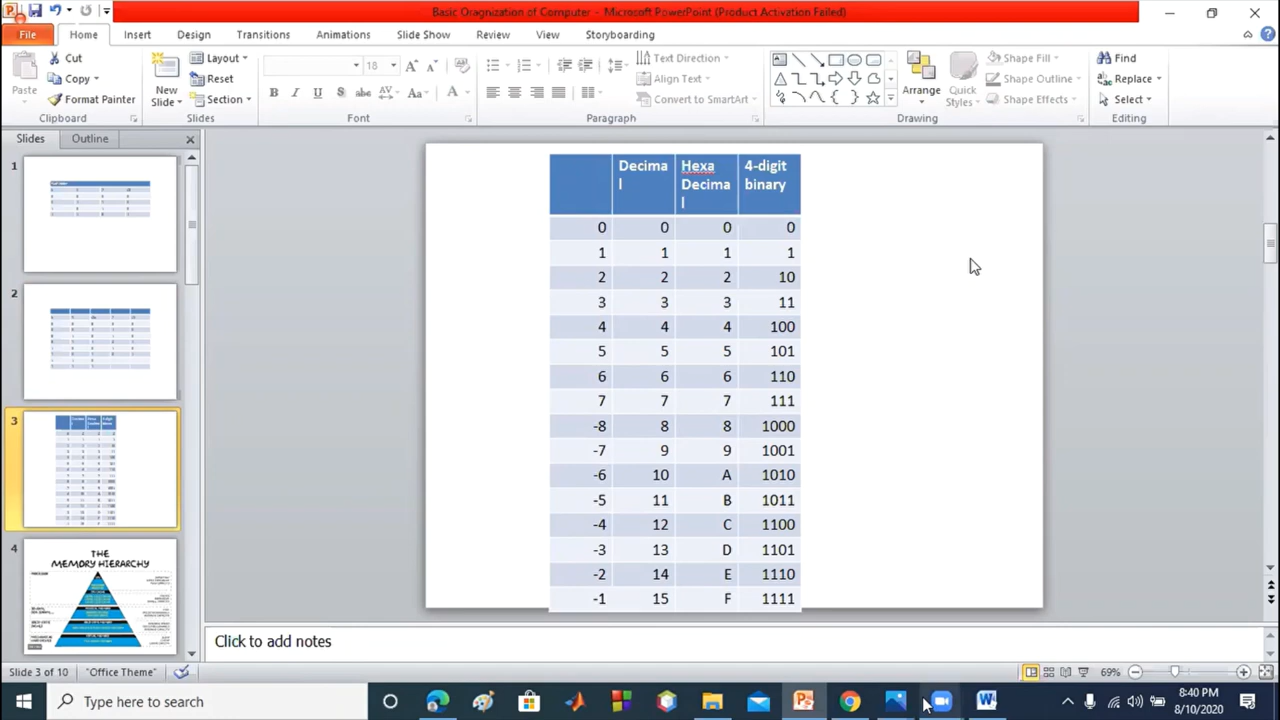 Basic Oragnization of Computer - Microsoft PowerPoint (Product Activation Failed)
File Home Insert Design Transitions Animations Slide Show Review View Storyboarding
Paste
Cut
Copy
Format Painter
Clipboard
New Slide
Layout
Reset
Section
Slides
18
Font
Text Direction
Align Text
Convert to SmartArt
Paragraph
Arrange
Quick Styles
Shape Fill
Shape Outline
Shape Effects
Drawing
Find
Replace
Select
Editing
Slides Outline
1
2
3
4
THE
MEMORY HIERARCHY
Decima Hexa 4-digit
l Decima binary
l
0 0 0 0
1 1 1 1
2 2 2 10
3 3 3 11
4 4 4 100
5 5 5 101
6 6 6 110
7 7 7 111
-8 8 8 1000
-7 9 9 1001
-6 10 A 1010
-5 11 B 1011
-4 12 C 1100
-3 13 D 1101
-2 14 E 1110
-1 15 F 1111
Click to add notes
Slide 3 of 10 "Office Theme" 69%
Type here to search
8:40 PM
8/10/2020